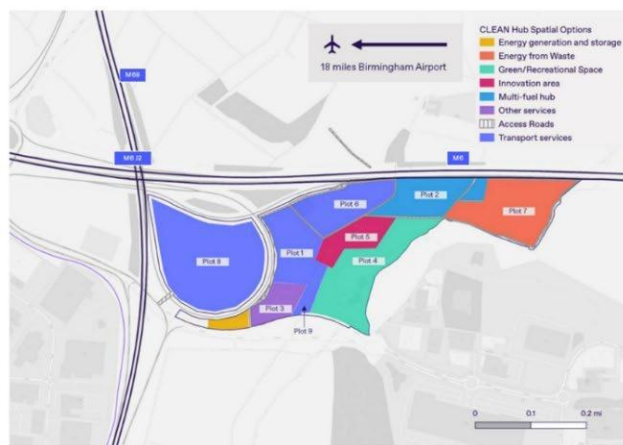 CLEAN Hub Spatial Options
Energy generation and storage
Energy from Waste
Green/Recreational Space
Innovation area
Multi-fuel hub
Other services
Access Roads
Transport services
18 miles Birmingham Airport
M69
M6 J2
M6
Plot 6
Plot 2
Plot 7
Plot 5
Plot 1
Plot 8
Plot 4
Plot 3
Plot 9
0
0.1
0.2 mi